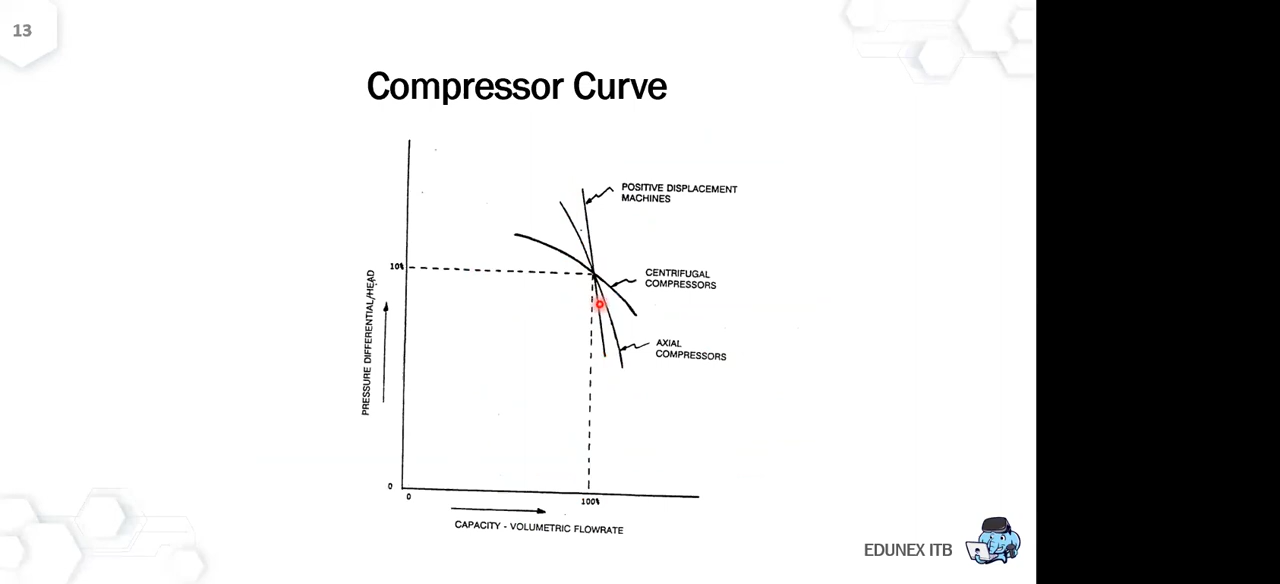 13
Compressor Curve
POSITIVE DISPLACEMENT
MACHINES
10%
CENTRIFUGAL
COMPRESSORS
PRESSURE DIFFERENTIAL/HEAD
AXIAL
COMPRESSORS
0
0
100%
CAPACITY - VOLUMETRIC FLOWRATE
EDUNEX ITB